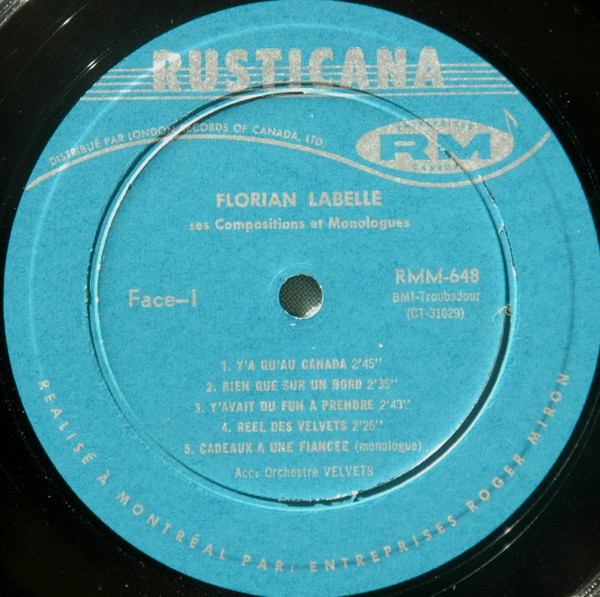 RUSTICANA
DISTRIBUÉ PAR LONDON RECORDS OF CANADA, LTD.
RM
CANADA
FLORIAN LABELLE
ses Compositions et Monologues
Face-1
RMM-648
BMI-Troubadour
(CT-31029)
1. Y'A QU'AU CANADA 2'45"
2. RIEN QUE SUR UN BORD 2'35"
3. Y'AVAIT DU FUN A PRENDRE 2'43"
4. REEL DES VELVETS 2'26"
5. CADEAUX A UNE FIANCEE (monologue)
Acc: Orchestre VELVETS
REALISÉ À MONTRÉAL PAR: ENTREPRISES ROGER MIRON